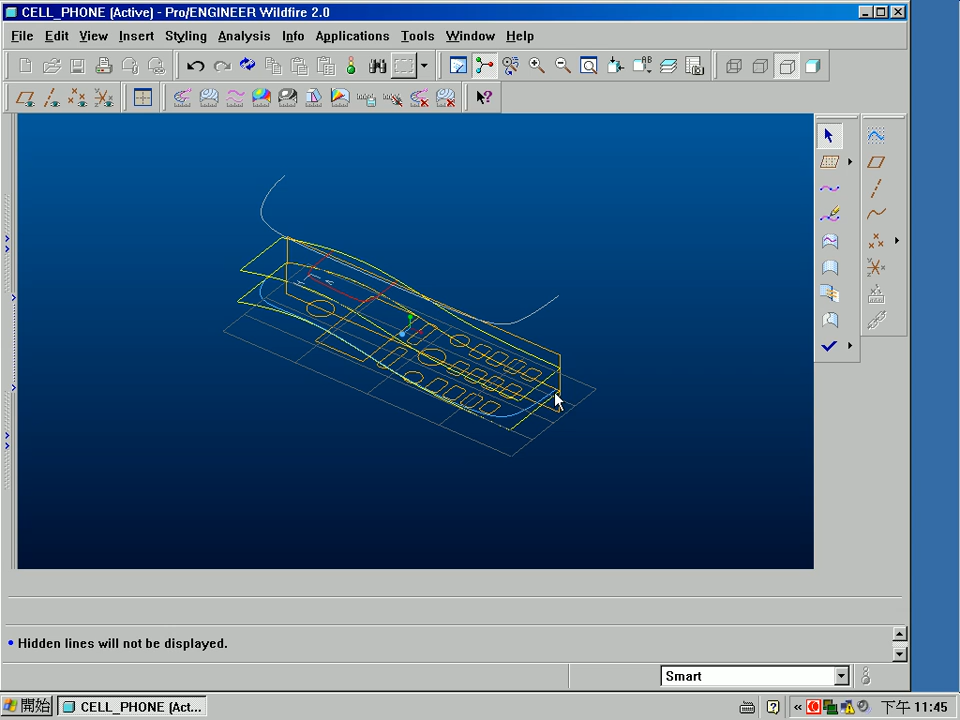 CELL_PHONE (Active) - Pro/ENGINEER Wildfire 2.0
File Edit View Insert Styling Analysis Info Applications Tools Window Help
Hidden lines will not be displayed.
Smart
開始 CELL_PHONE (Act... « 下午 11:45